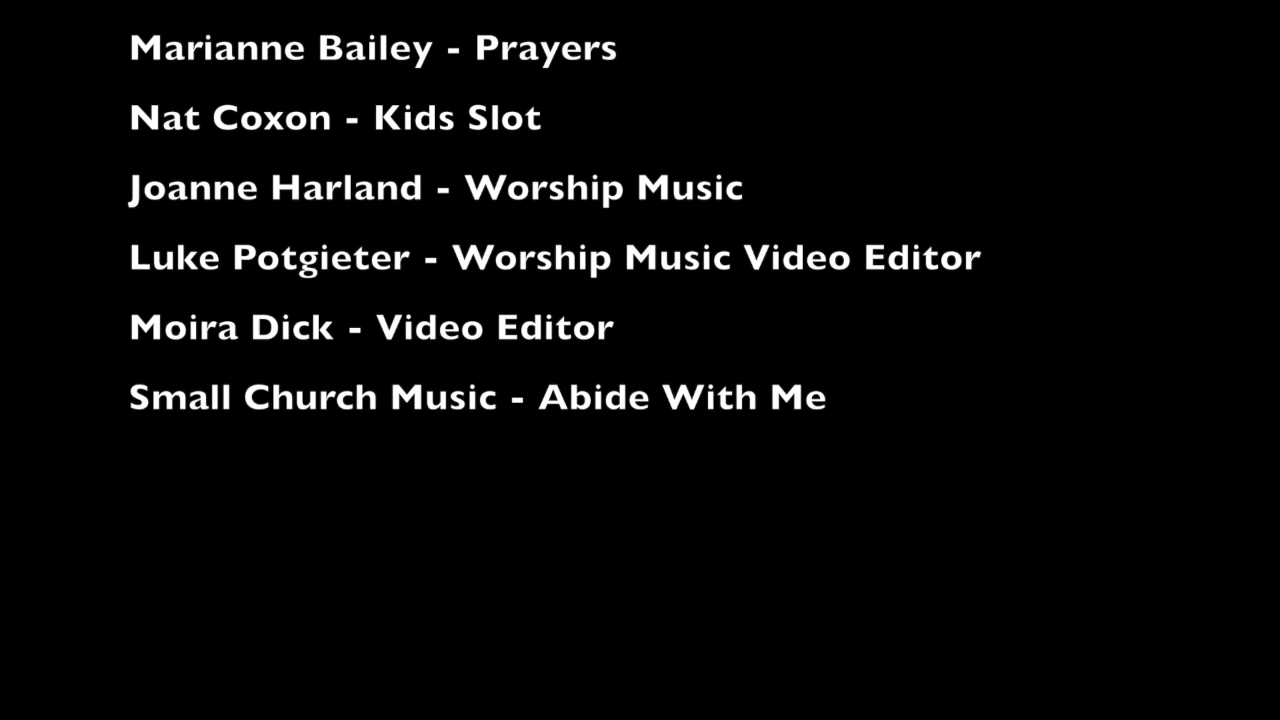 Marianne Bailey - Prayers
Nat Coxon - Kids Slot
Joanne Harland - Worship Music
Luke Potgieter - Worship Music Video Editor
Moira Dick - Video Editor
Small Church Music - Abide With Me